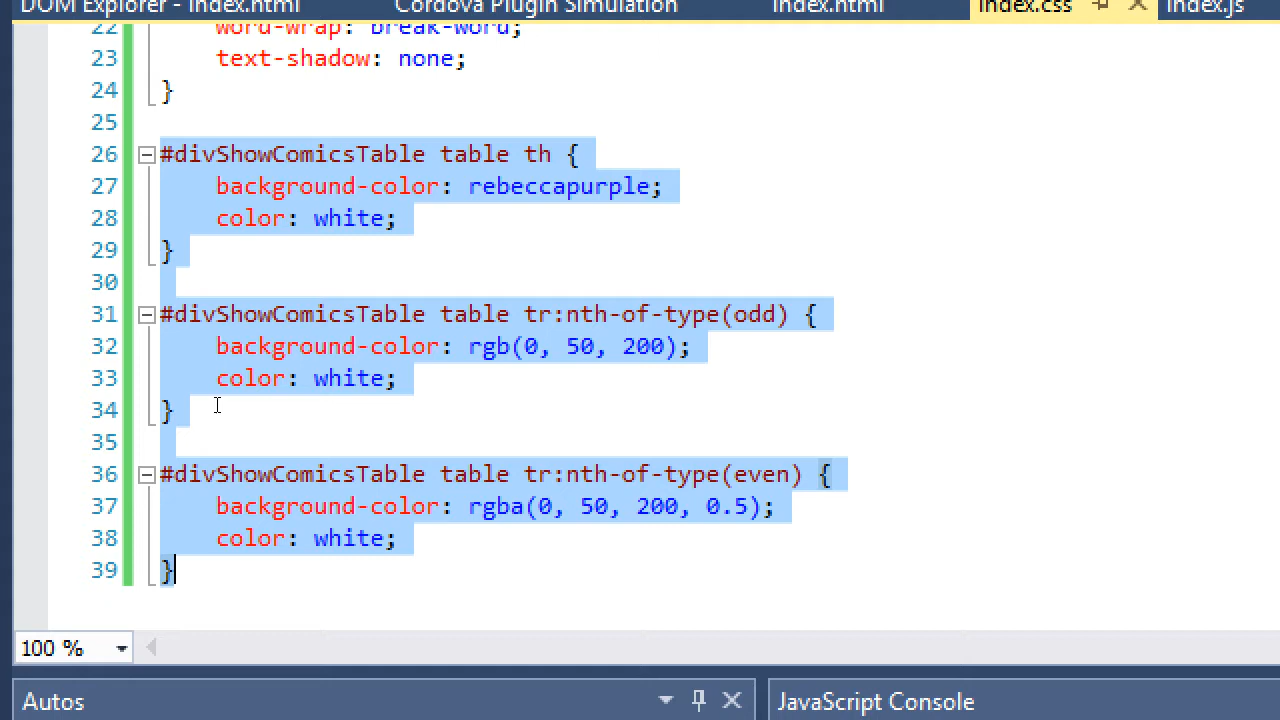 DOM Explorer - Index.html Cordova Plugin Simulation index.html index.css index.js
22 word-wrap: break-word;
23 text-shadow: none;
24 }
25
26 #divShowComicsTable table th {
27 background-color: rebeccapurple;
28 color: white;
29 }
30
31 #divShowComicsTable table tr:nth-of-type(odd) {
32 background-color: rgb(0, 50, 200);
33 color: white;
34 }
35
36 #divShowComicsTable table tr:nth-of-type(even) {
37 background-color: rgba(0, 50, 200, 0.5);
38 color: white;
39 }
100 %
Autos JavaScript Console